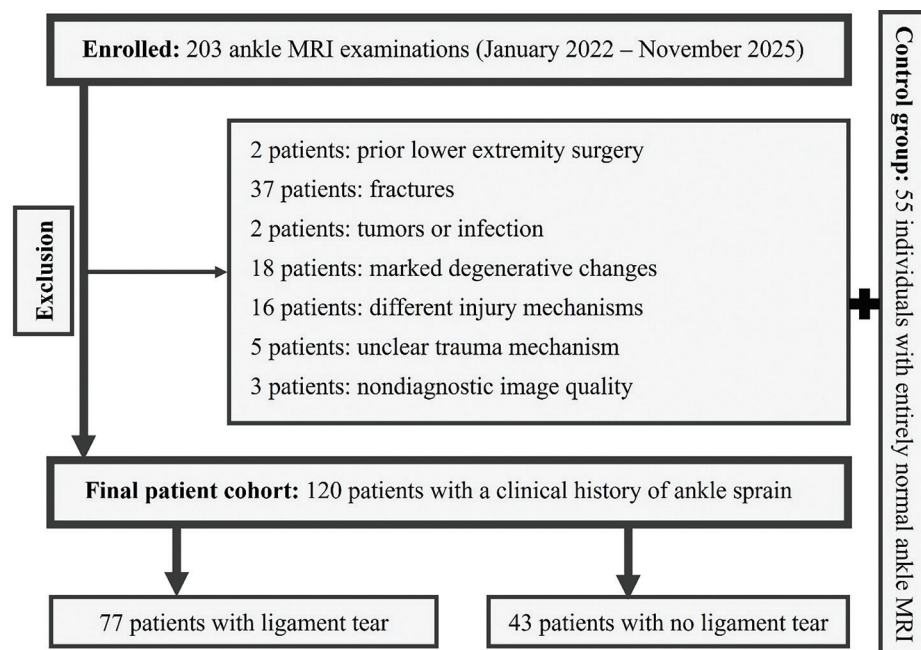 Enrolled: 203 ankle MRI examinations (January 2022 – November 2025)
Exclusion
2 patients: prior lower extremity surgery
37 patients: fractures
2 patients: tumors or infection
18 patients: marked degenerative changes
16 patients: different injury mechanisms
5 patients: unclear trauma mechanism
3 patients: nondiagnostic image quality
Final patient cohort: 120 patients with a clinical history of ankle sprain
77 patients with ligament tear
43 patients with no ligament tear
Control group: 55 individuals with entirely normal ankle MRI